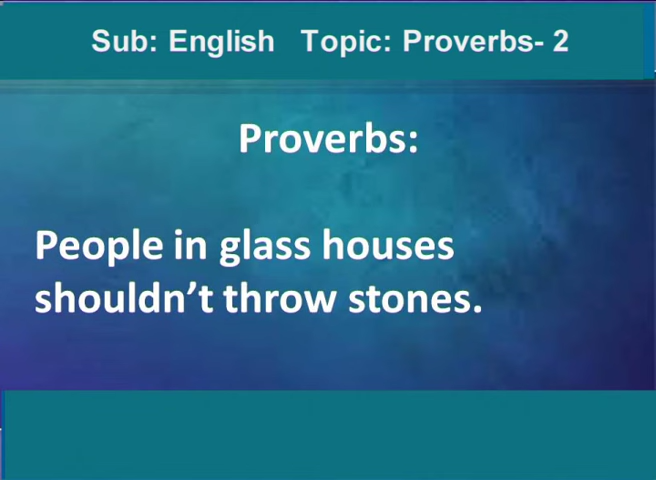 Sub: English Topic: Proverbs- 2
Proverbs:
People in glass houses
shouldn’t throw stones.